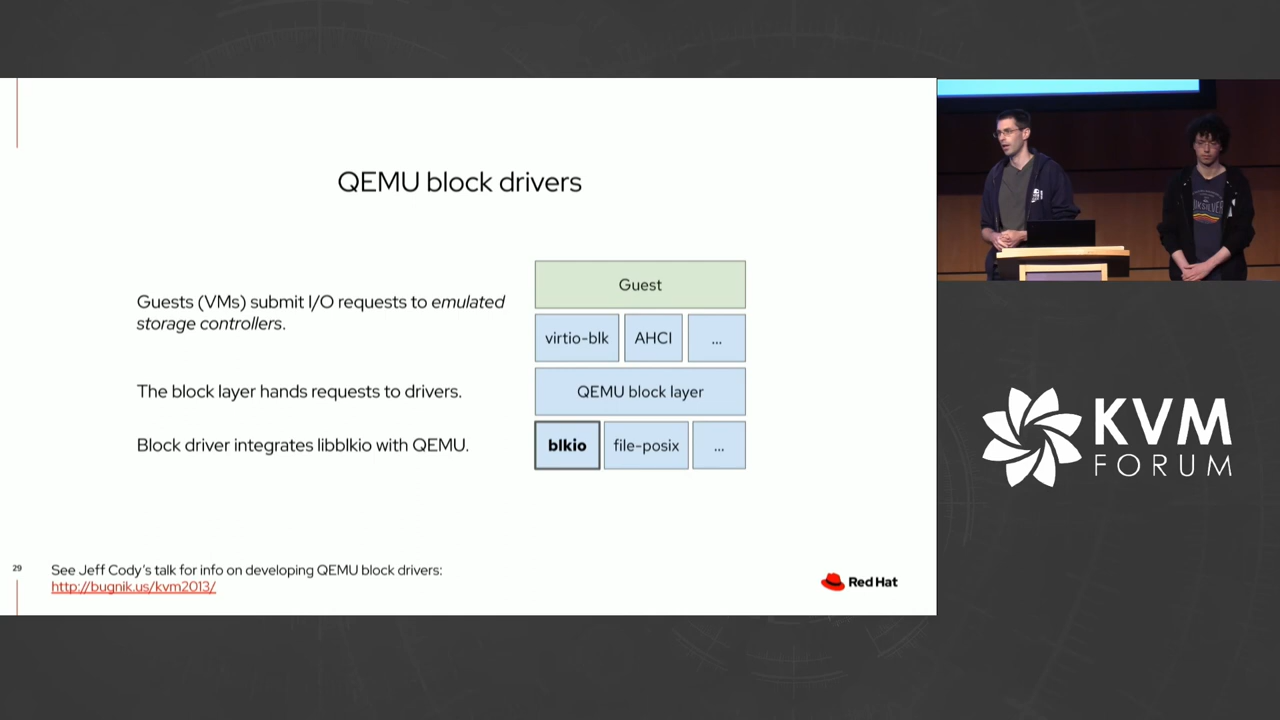 QEMU block drivers
Guests (VMs) submit I/O requests to emulated
storage controllers.
The block layer hands requests to drivers.
Block driver integrates libblkio with QEMU.
Guest
virtio-blk
AHCI
...
QEMU block layer
blkio
file-posix
...
29
See Jeff Cody's talk for info on developing QEMU block drivers:
http://bugnik.us/kvm2013/
Red Hat
KVM
FORUM